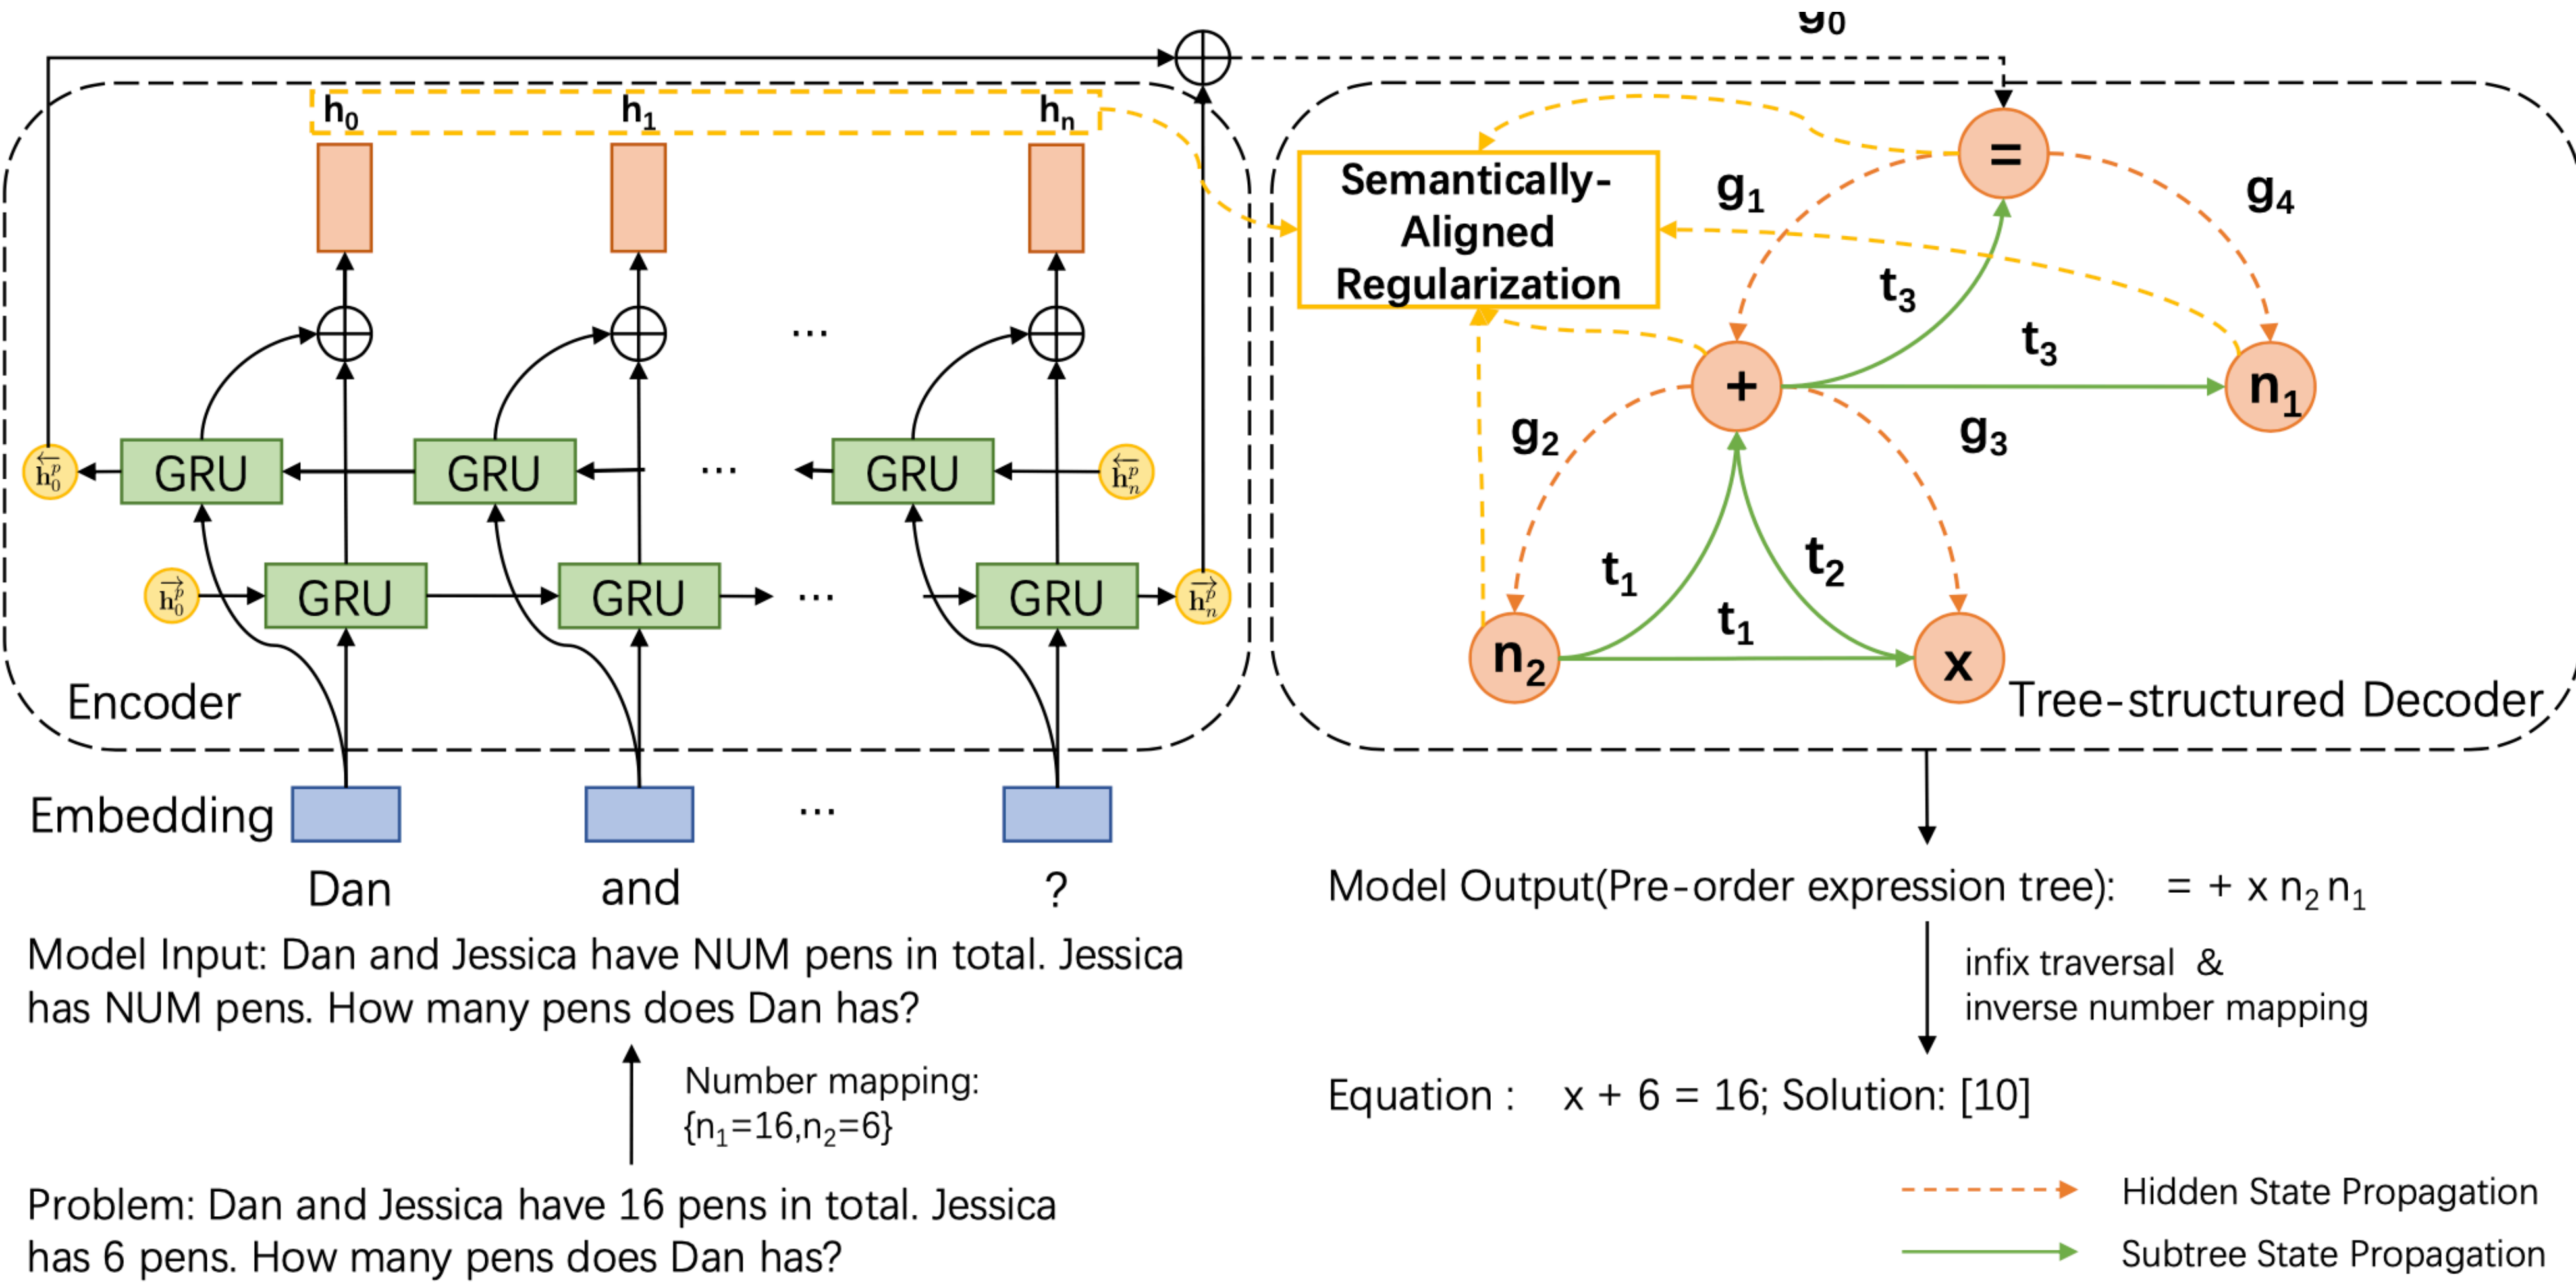 g0
h0 h1 hn
Semantically-
Aligned
Regularization
=
g1
g4
t3
t3
...
+
n1
g2
g3
h0^p GRU GRU ... GRU hn^p
t1
t2
t1
h0^p GRU GRU ... GRU hn^p
n2
x
Encoder
Tree-structured Decoder
Embedding ...
Dan and ?
Model Input: Dan and Jessica have NUM pens in total. Jessica
has NUM pens. How many pens does Dan has?
Number mapping:
{n1=16,n2=6}
Problem: Dan and Jessica have 16 pens in total. Jessica
has 6 pens. How many pens does Dan has?
Model Output(Pre-order expression tree): = + x n2 n1
infix traversal &
inverse number mapping
Equation : x + 6 = 16; Solution: [10]
Hidden State Propagation
Subtree State Propagation